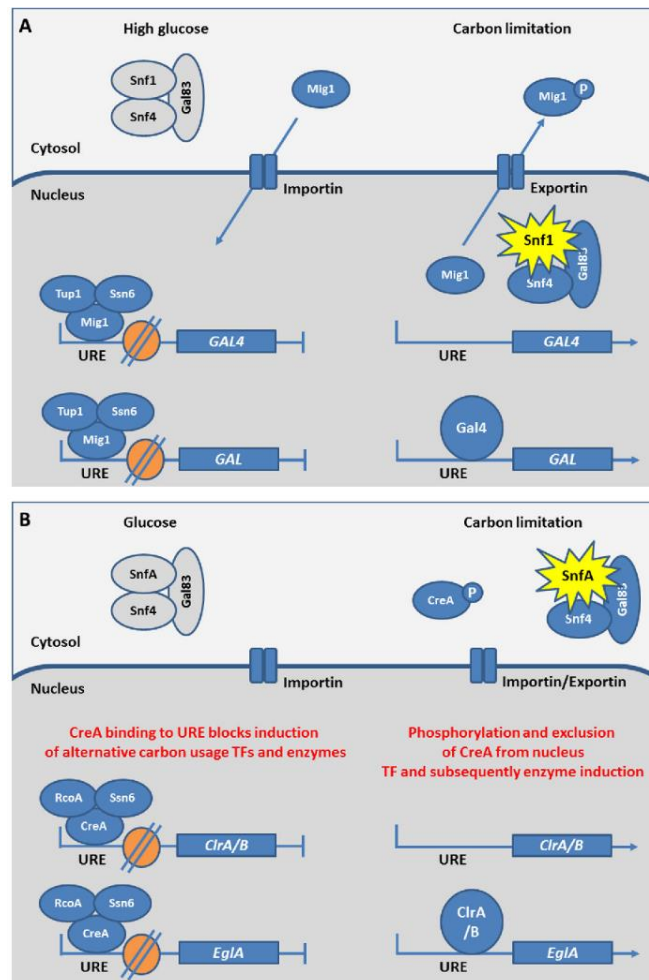 A
High glucose
Carbon limitation
Snf1
Snf4
Gal83
Mig1
Mig1
P
Cytosol
Nucleus
Importin
Exportin
Snf1
Snf4
Gal83
Mig1
Tup1
Ssn6
Mig1
URE
GAL4
URE
GAL4
Tup1
Ssn6
Mig1
URE
GAL
Gal4
URE
GAL
B
Glucose
Carbon limitation
SnfA
Snf4
Gal83
CreA
P
SnfA
Snf4
Gal83
Cytosol
Nucleus
Importin
Importin/Exportin
CreA binding to URE blocks induction
of alternative carbon usage TFs and enzymes
Phosphorylation and exclusion
of CreA from nucleus
TF and subsequently enzyme induction
RcoA
Ssn6
CreA
URE
ClrA/B
URE
ClrA/B
RcoA
Ssn6
CreA
URE
EglA
ClrA
/B
URE
EglA